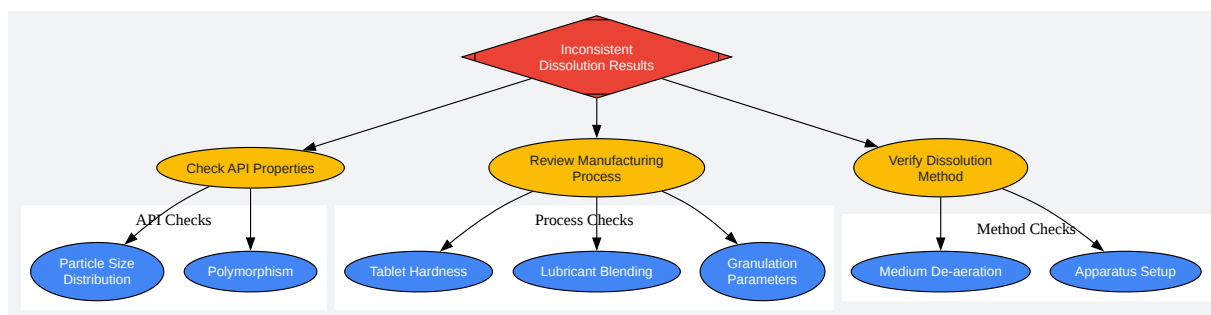 Inconsistent
Dissolution Results
Check API Properties
Review Manufacturing
Process
Verify Dissolution
Method
API Checks
Process Checks
Method Checks
Particle Size
Distribution
Polymorphism
Tablet Hardness
Lubricant Blending
Granulation
Parameters
Medium De-aeration
Apparatus Setup